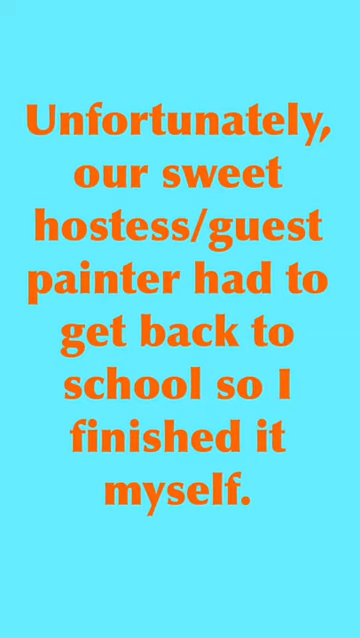 Unfortunately,
our sweet
hostess/guest
painter had to
get back to
school so I
finished it
myself.